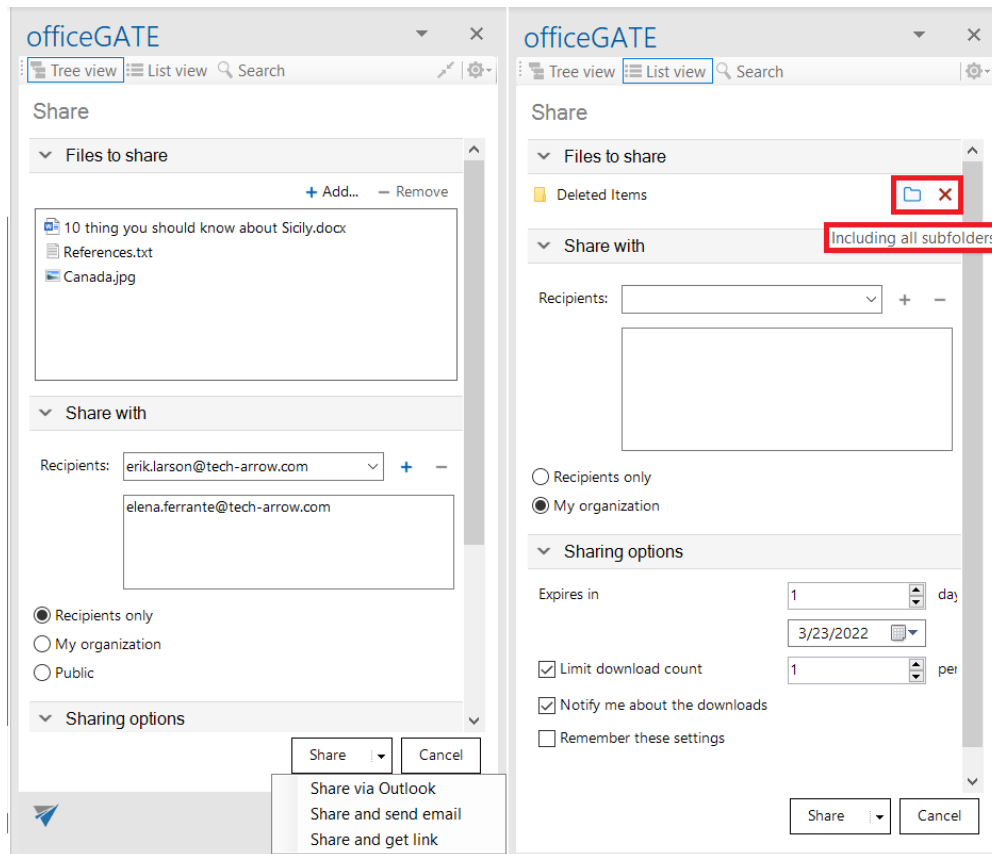 officeGATE
Tree view List view Search
Share
Files to share
Add... Remove
10 thing you should know about Sicily.docx
References.txt
Canada.jpg
Share with
Recipients: erik.larson@tech-arrow.com
elena.ferrante@tech-arrow.com
Recipients only
My organization
Public
Sharing options
Share Cancel
Share via Outlook
Share and send email
Share and get link
officeGATE
Tree view List view Search
Share
Files to share
Deleted Items
Including all subfolders
Share with
Recipients:
Recipients only
My organization
Sharing options
Expires in 1 day
3/23/2022
Limit download count 1 per
Notify me about the downloads
Remember these settings
Share Cancel